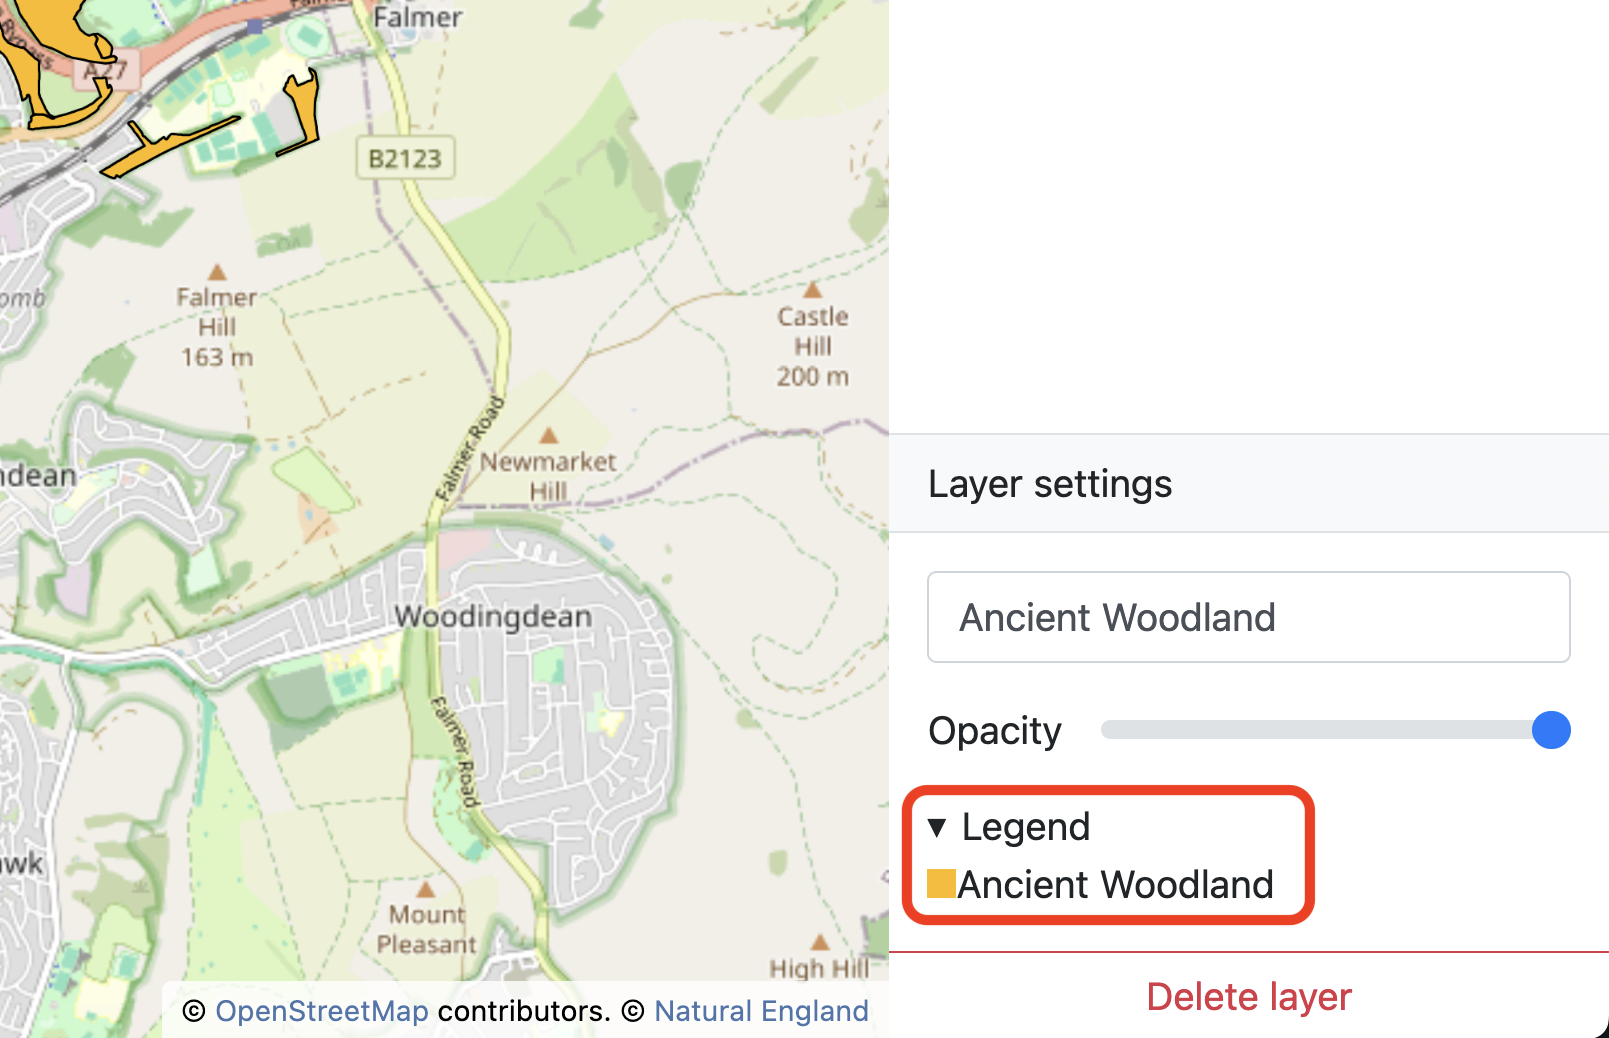 Falmer
A27
B2123
Falmer
Hill
163 m
Castle
Hill
200 m
Falmer Road
Newmarket
Hill
ndean
omb
Woodingdean
Falmer Road
wk
Mount
Pleasant
High Hill
© OpenStreetMap contributors. © Natural England
Layer settings
Ancient Woodland
Opacity
▼ Legend
Ancient Woodland
Delete layer